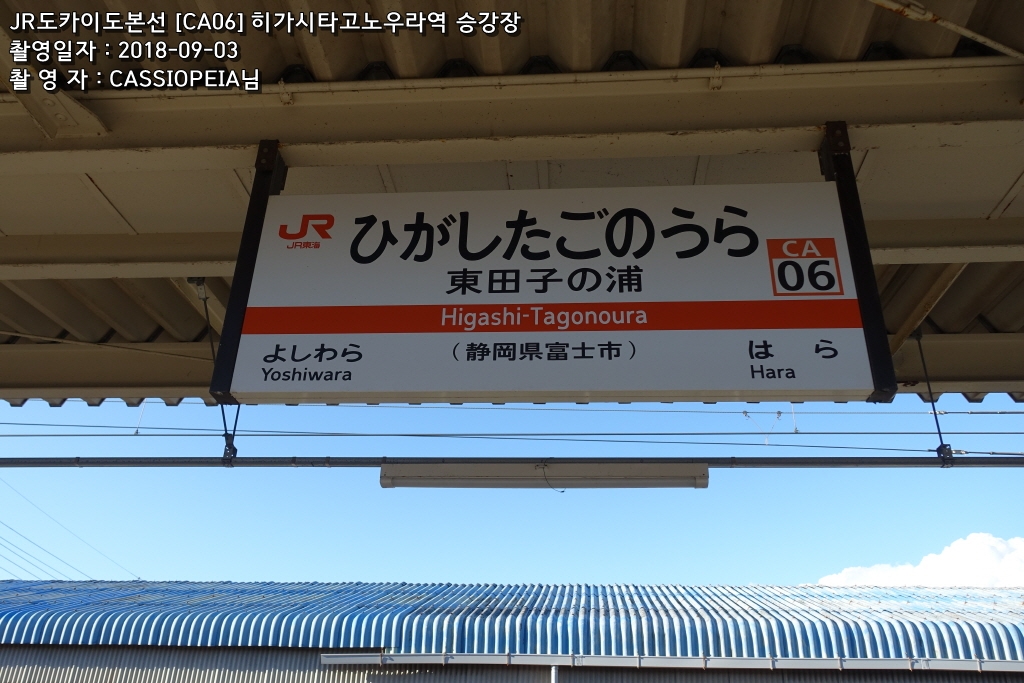 JR도카이도본선 [CA06] 히가시타고노우라역 승강장
촬영일자 : 2018-09-03
촬 영 자 : CASSIOPEIA님
JR
JR東海
ひがしたごのうら
CA
06
東田子の浦
Higashi-Tagonoura
よしわら
(静岡県富士市)
はら
Yoshiwara
Hara